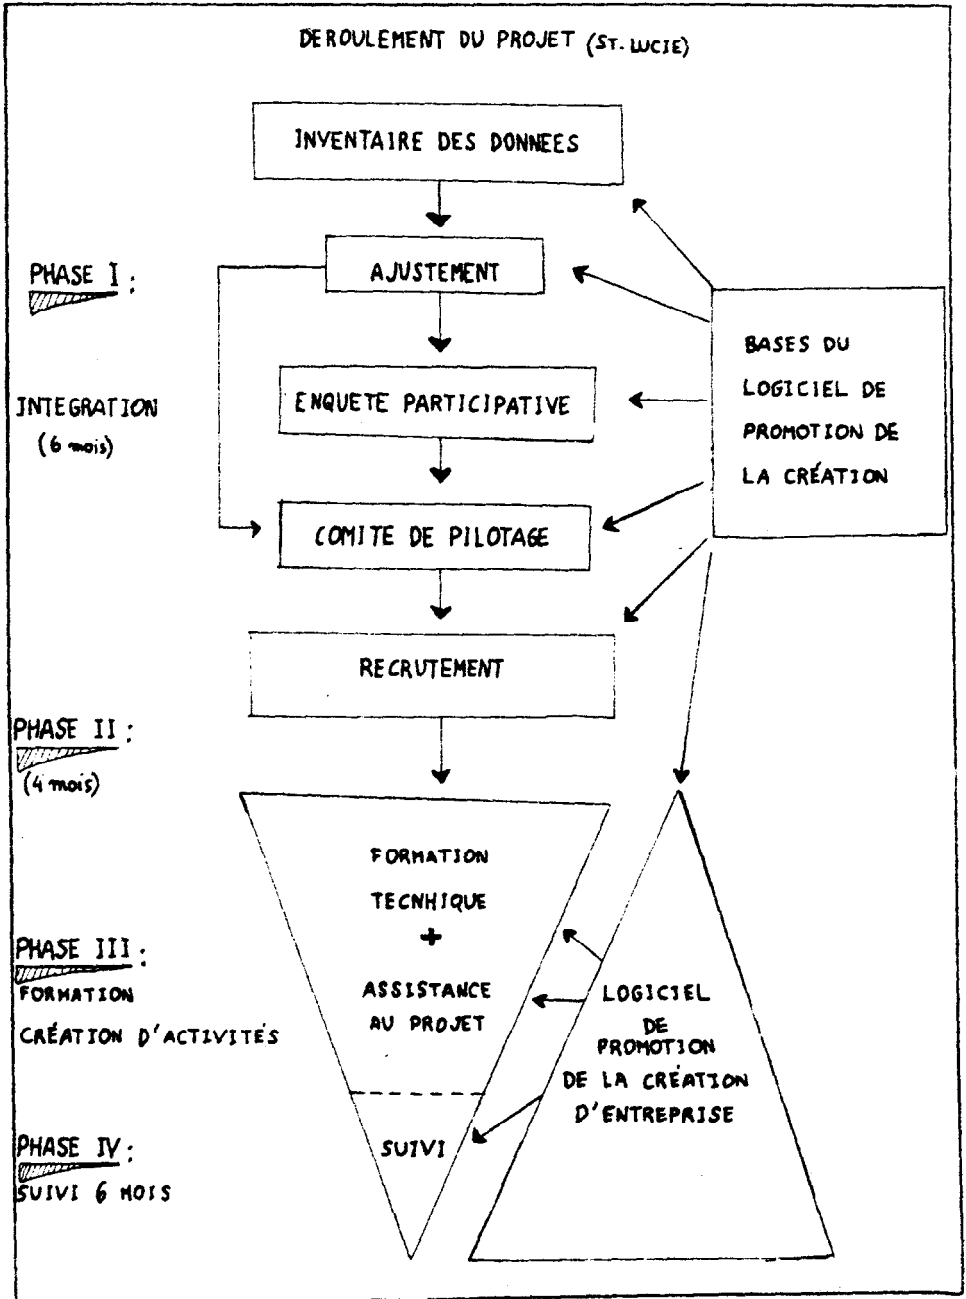 DEROULEMENT DU PROJET (ST. LUCIE)
INVENTAIRE DES DONNEES
PHASE I :
AJUSTEMENT
INTEGRATION
(6 mois)
ENQUETE PARTICIPATIVE
BASES DU
LOGICIEL DE
PROMOTION DE
LA CRÉATION
COMITE DE PILOTAGE
RECRUTEMENT
PHASE II :
(4 mois)
FORMATION
TECNHIQUE
+
ASSISTANCE
AU PROJET
PHASE III :
FORMATION
CRÉATION D'ACTIVITÉS
LOGICIEL
DE
PROMOTION
DE LA CRÉATION
D'ENTREPRISE
SUIVI
PHASE IV :
SUIVI 6 MOIS